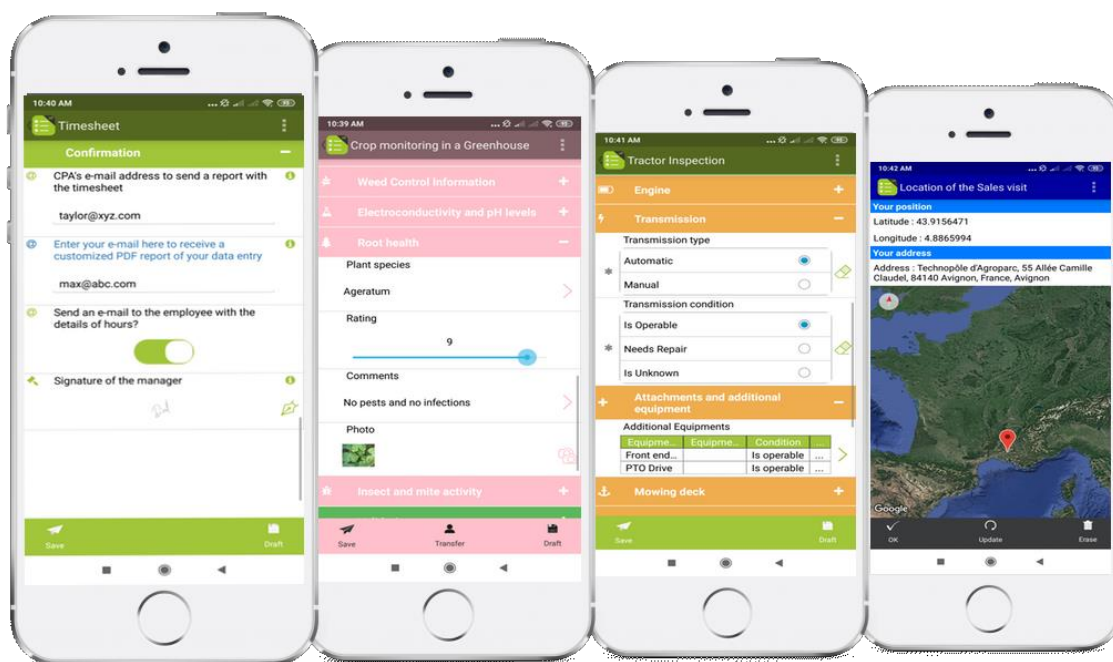 10:40 AM
Timesheet
Confirmation
CPA's e-mail address to send a report with
the timesheet
taylor@xyz.com
Enter your e-mail here to receive a
customized PDF report of your data entry
max@abc.com
Send an e-mail to the employee with the
details of hours?
Signature of the manager
Save
Draft
10:39 AM
Crop monitoring in a Greenhouse
Weed Control Information
Electroconductivity and pH levels
Root health
Plant species
Ageratum
Rating
9
Comments
No pests and no infections
Photo
Insect and mite activity
Save
Transfer
Draft
10:41 AM
Tractor Inspection
Engine
Transmission
Transmission type
Automatic
Manual
Transmission condition
Is Operable
Needs Repair
Is Unknown
Attachments and additional
equipment
Additional Equipments
Equipme... Equipme... Condition ...
Front end... Is operable ...
PTO Drive Is operable ...
Mowing deck
Save
Draft
10:42 AM
Location of the Sales visit
Your position
Latitude : 43.9156471
Longitude : 4.8865994
Your address
Address : Technopôle d'Agroparc, 55 Allée Camille
Claudel, 84140 Avignon, France, Avignon
Google
OK
Update
Erase